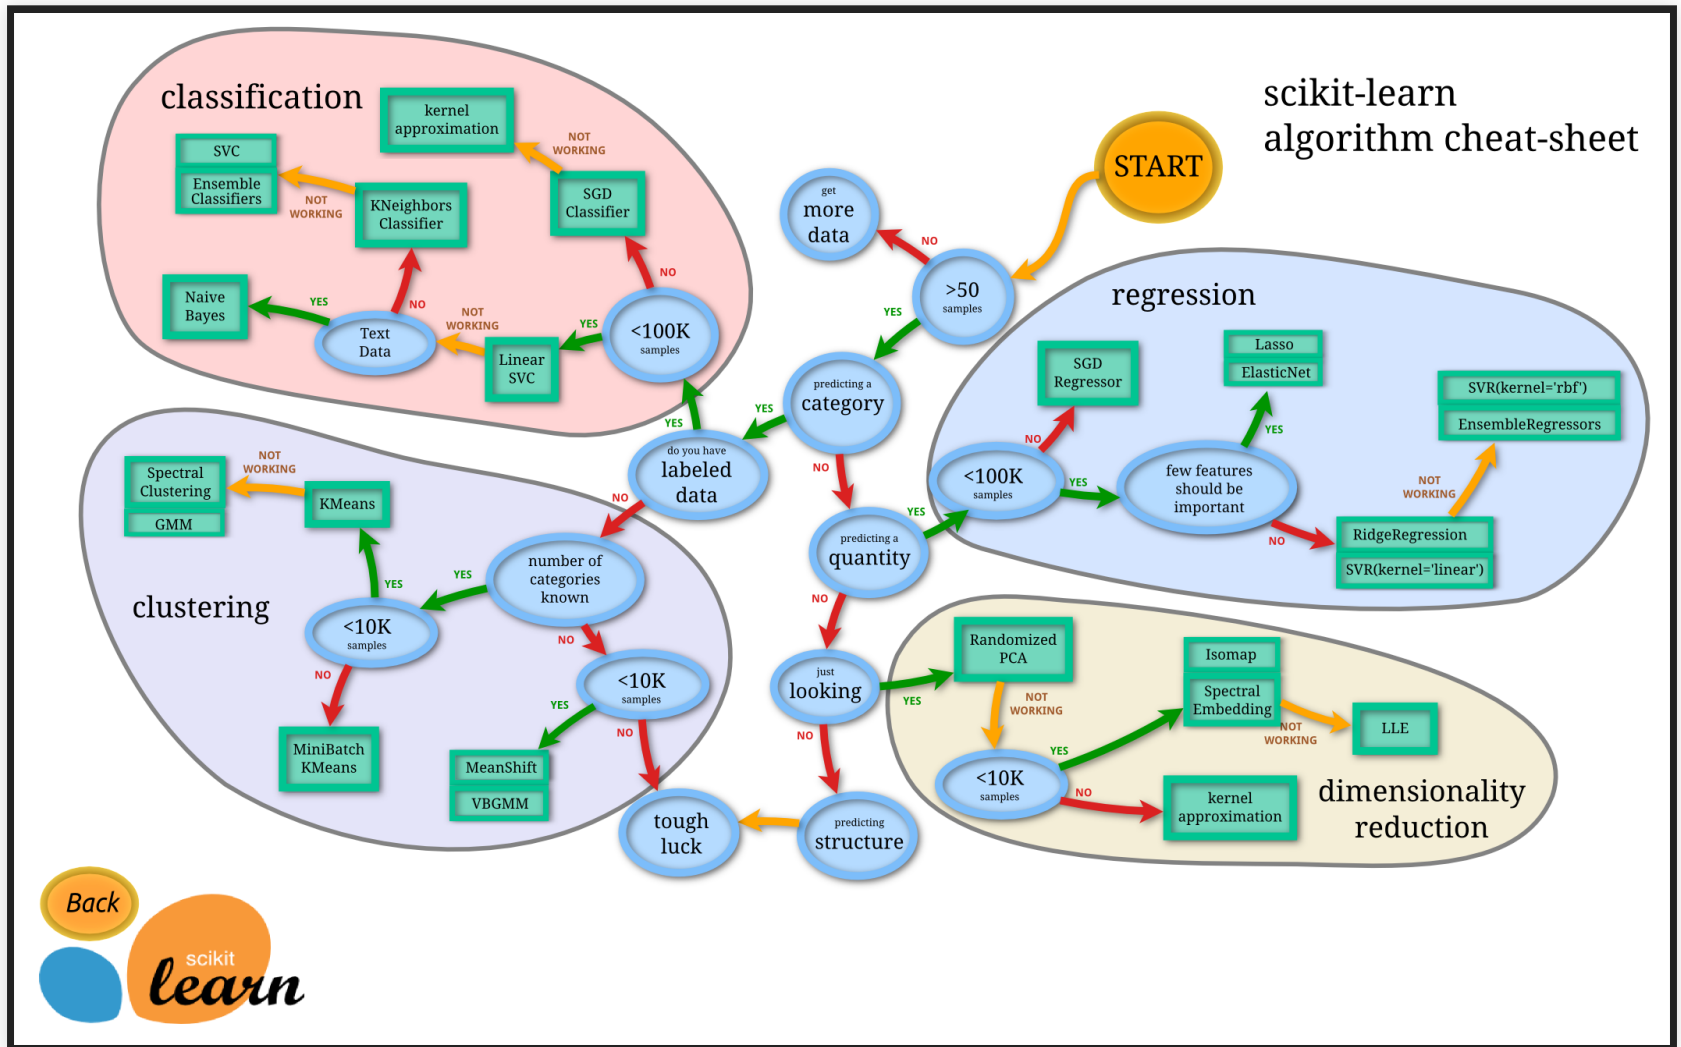 scikit-learn
algorithm cheat-sheet
START
>50
samples
NO
get
more
data
YES
predicting a
category
YES
do you have
labeled
data
NO
predicting a
quantity
YES
NO
just
looking
YES
NO
predicting
structure
tough
luck
classification
YES
<100K
samples
NO
SGD
Classifier
NOT
WORKING
kernel
approximation
YES
Linear
SVC
NOT
WORKING
Text
Data
YES
Naive
Bayes
NO
KNeighbors
Classifier
NOT
WORKING
SVC
Ensemble
Classifiers
clustering
NO
number of
categories
known
YES
<10K
samples
YES
KMeans
NOT
WORKING
Spectral
Clustering
GMM
NO
MiniBatch
KMeans
NO
<10K
samples
YES
MeanShift
VBGMM
NO
regression
<100K
samples
NO
SGD
Regressor
YES
few features
should be
important
YES
Lasso
ElasticNet
NO
RidgeRegression
SVR(kernel='linear')
NOT
WORKING
SVR(kernel='rbf')
EnsembleRegressors
dimensionality
reduction
Randomized
PCA
NOT
WORKING
<10K
samples
YES
Isomap
Spectral
Embedding
NOT
WORKING
LLE
NO
kernel
approximation
Back
scikit
learn